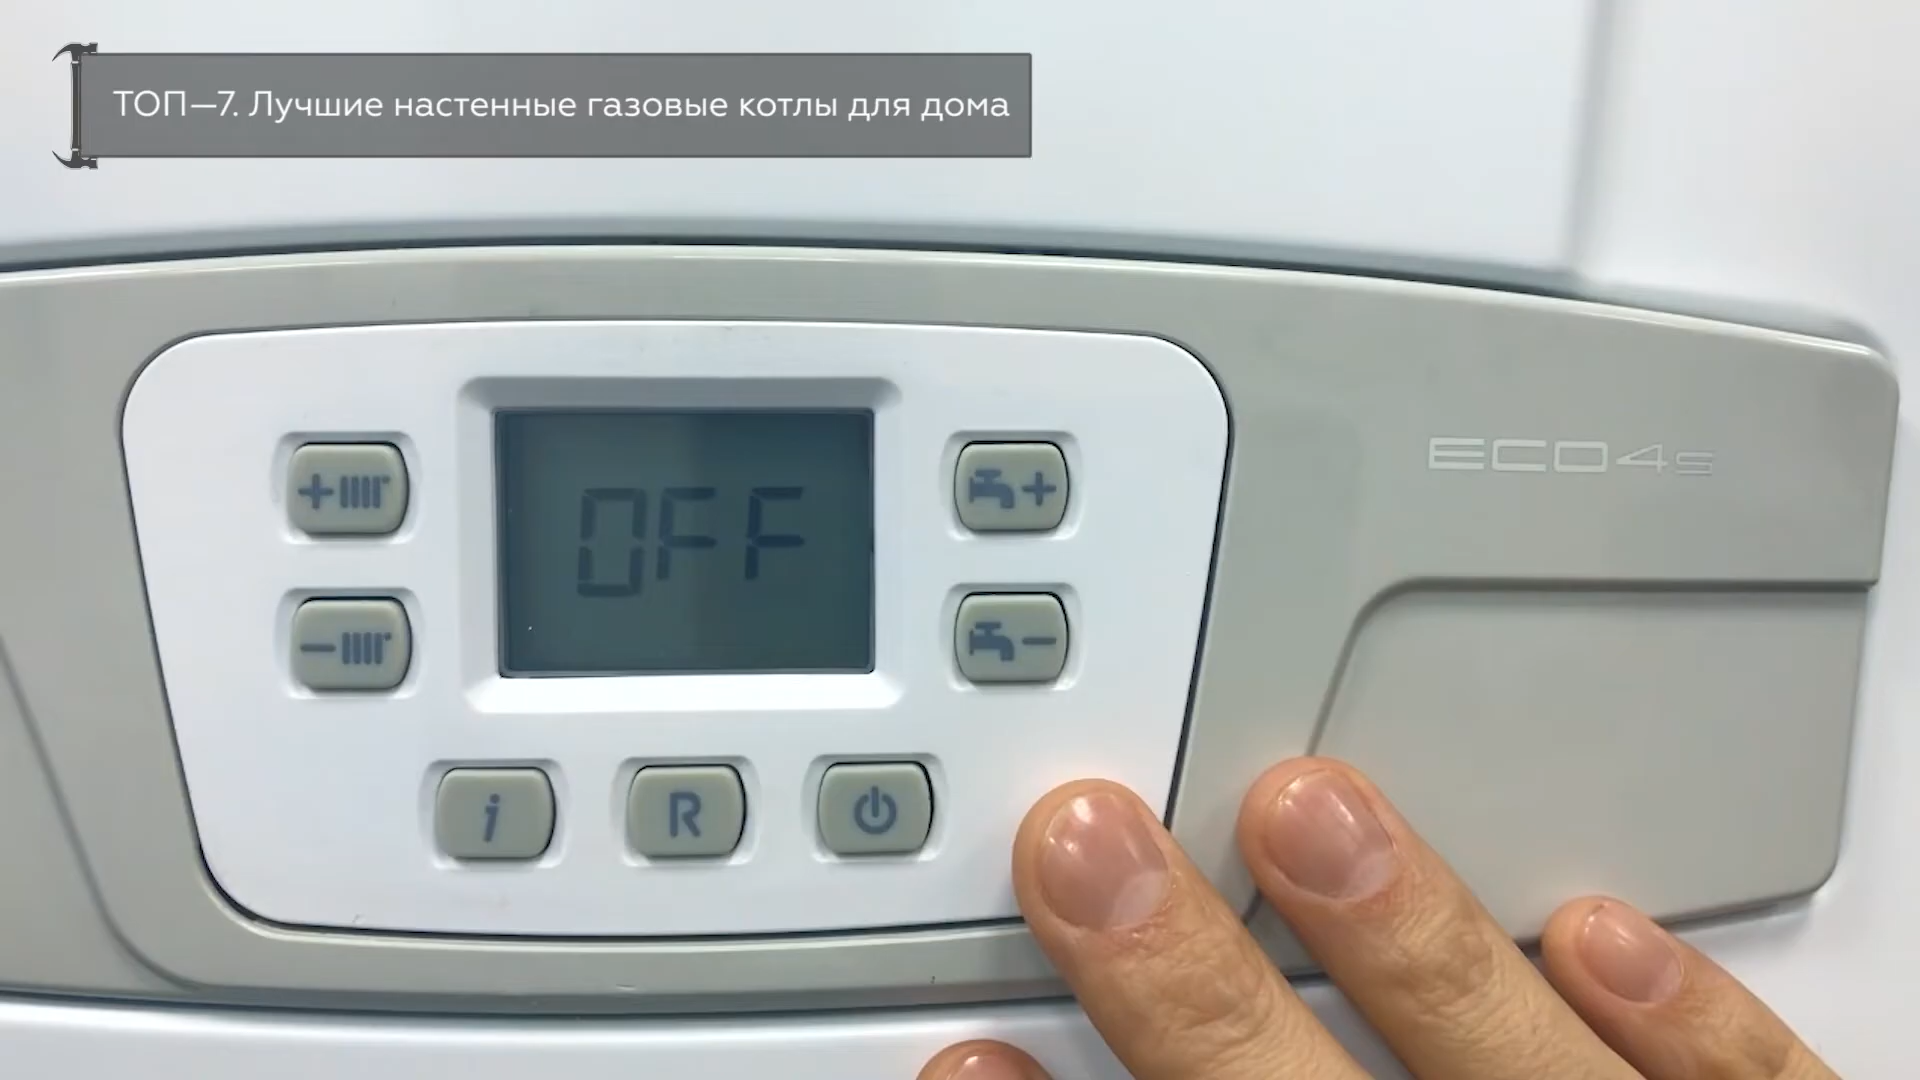 ТОП—7. Лучшие настенные газовые котлы для дома
OFF
ECO4s
+
+
−
−
i
R